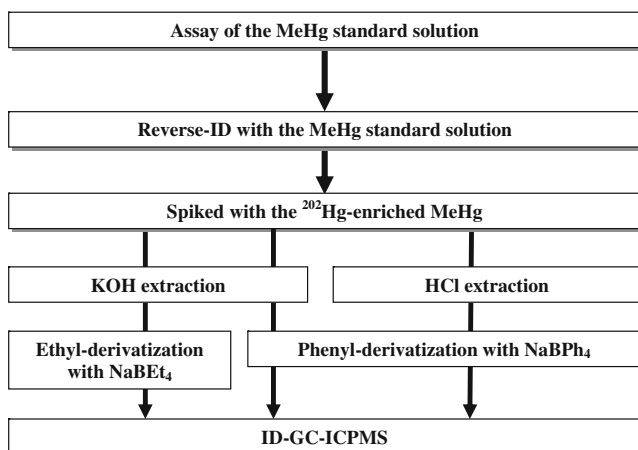 Assay of the MeHg standard solution
Reverse-ID with the MeHg standard solution
Spiked with the ²⁰²Hg-enriched MeHg
KOH extraction
HCl extraction
Ethyl-derivatization
with NaBEt₄
Phenyl-derivatization with NaBPh₄
ID-GC-ICPMS